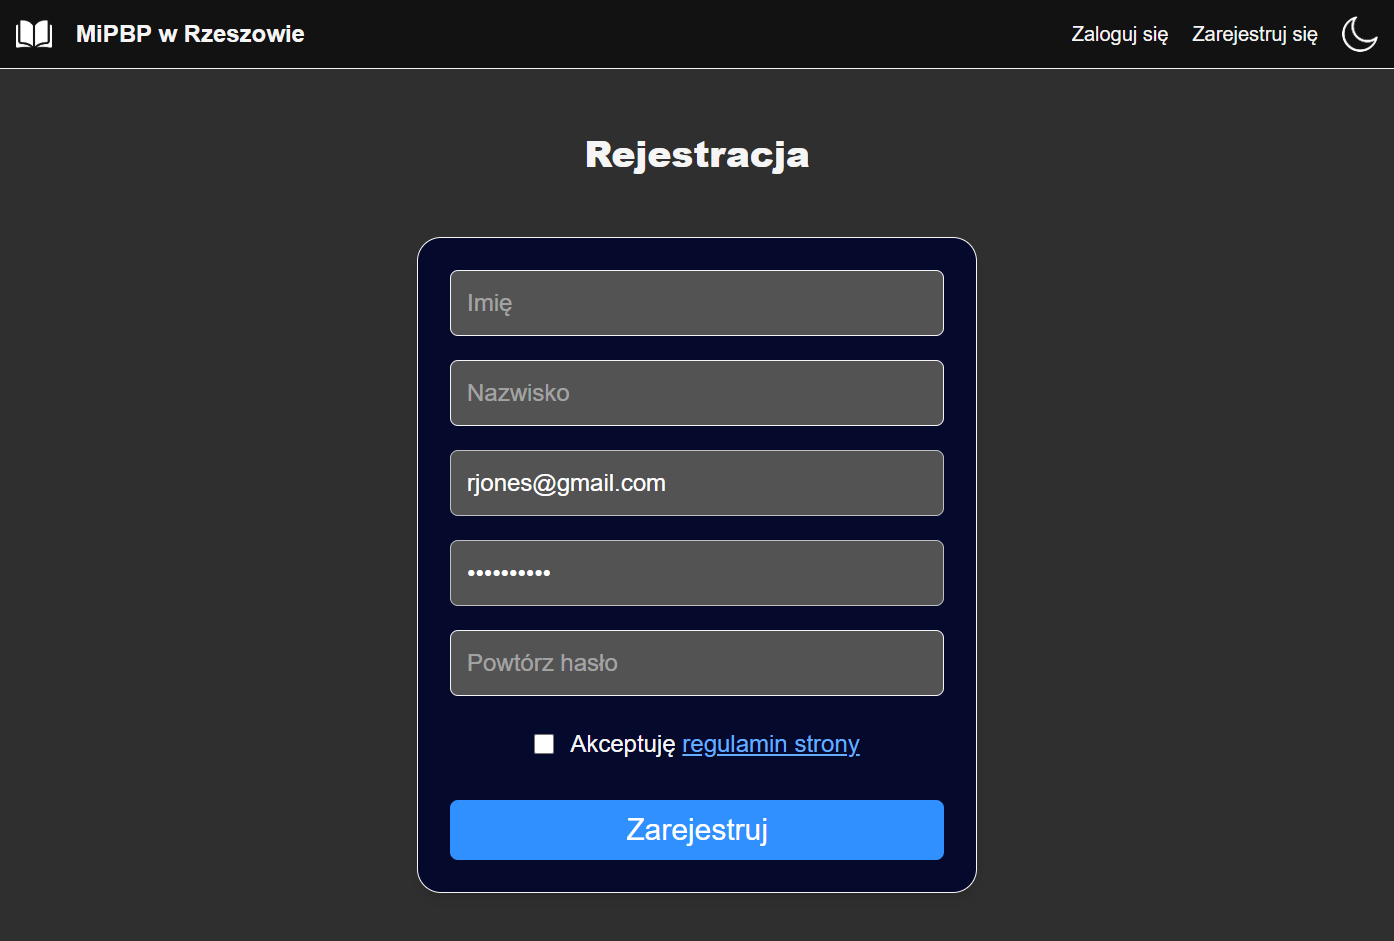 MiPBP w Rzeszowie
Zaloguj się
Zarejestruj się
Rejestracja
Imię
Nazwisko
rjones@gmail.com
••••••••••
Powtórz hasło
Akceptuję regulamin strony
Zarejestruj